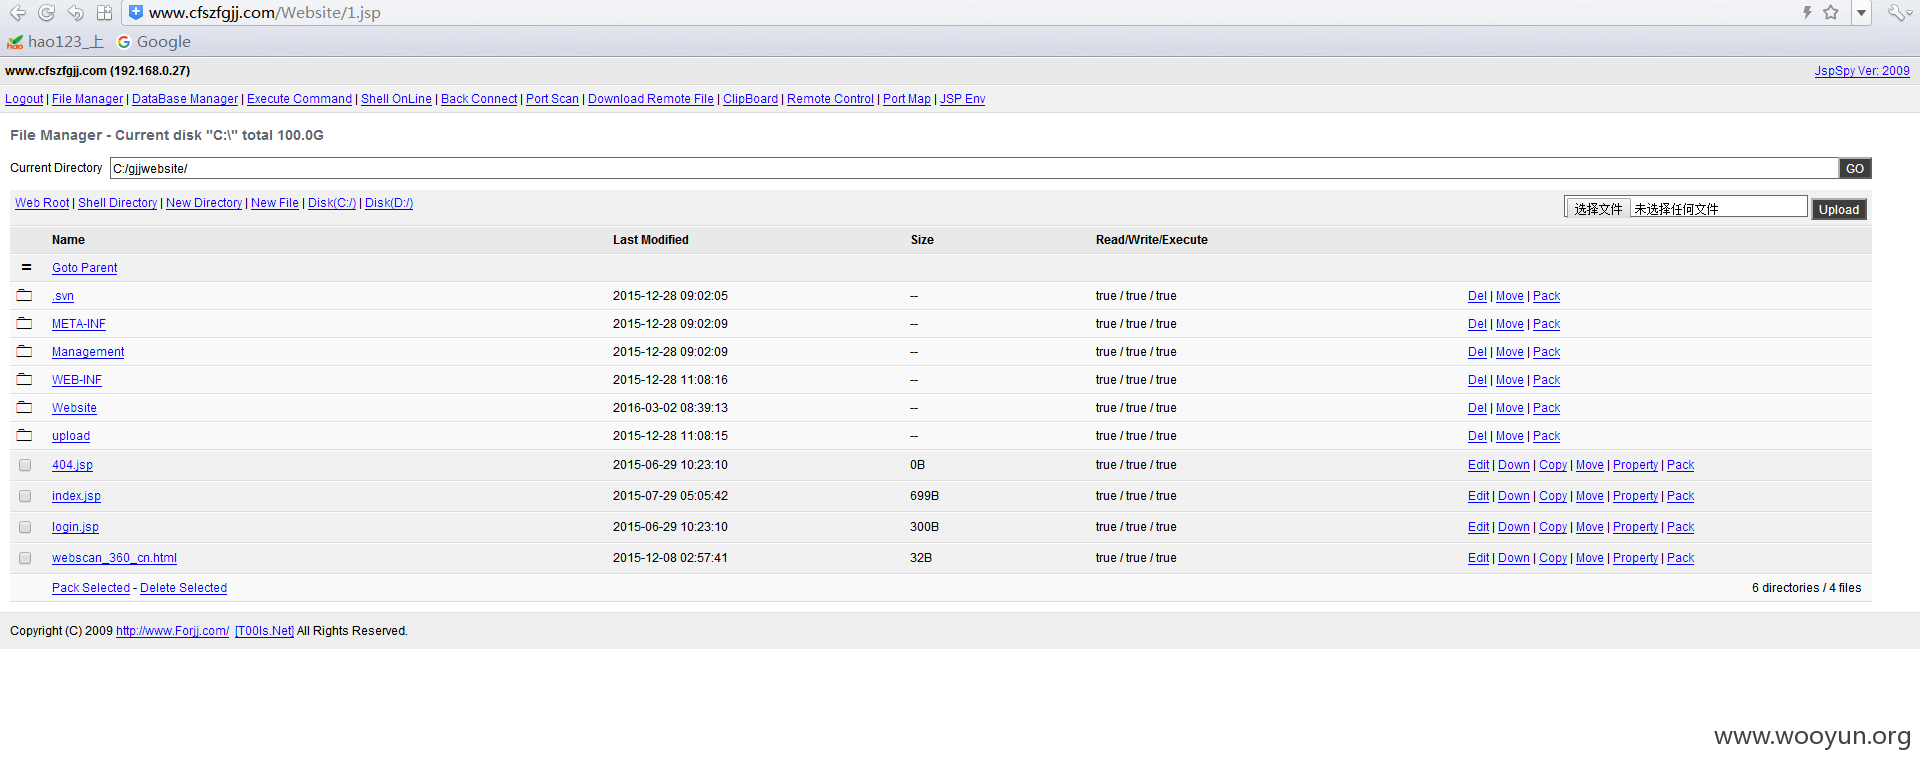 www.cfszfgjj.com/Website/1.jsp
hao123_上 Google
www.cfszfgjj.com (192.168.0.27) JspSpy Ver: 2009
Logout | File Manager | DataBase Manager | Execute Command | Shell OnLine | Back Connect | Port Scan | Download Remote File | ClipBoard | Remote Control | Port Map | JSP Env
File Manager - Current disk "C:\" total 100.0G
Current Directory C:/gjjwebsite/ GO
Web Root | Shell Directory | New Directory | New File | Disk(C:/) | Disk(D:/) 选择文件 未选择任何文件 Upload
Name Last Modified Size Read/Write/Execute
= Goto Parent
.svn 2015-12-28 09:02:05 -- true / true / true Del | Move | Pack
META-INF 2015-12-28 09:02:09 -- true / true / true Del | Move | Pack
Management 2015-12-28 09:02:09 -- true / true / true Del | Move | Pack
WEB-INF 2015-12-28 11:08:16 -- true / true / true Del | Move | Pack
Website 2016-03-02 08:39:13 -- true / true / true Del | Move | Pack
upload 2015-12-28 11:08:15 -- true / true / true Del | Move | Pack
404.jsp 2015-06-29 10:23:10 0B true / true / true Edit | Down | Copy | Move | Property | Pack
index.jsp 2015-07-29 05:05:42 699B true / true / true Edit | Down | Copy | Move | Property | Pack
login.jsp 2015-06-29 10:23:10 300B true / true / true Edit | Down | Copy | Move | Property | Pack
webscan_360_cn.html 2015-12-08 02:57:41 32B true / true / true Edit | Down | Copy | Move | Property | Pack
Pack Selected - Delete Selected 6 directories / 4 files
Copyright (C) 2009 http://www.Forjj.com/ [T00ls.Net] All Rights Reserved.
www.wooyun.org